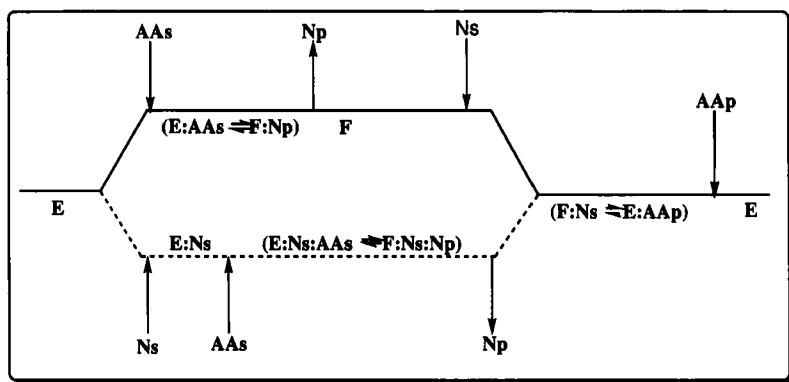 AAs Np Ns
AAp
(E:AAs ⇌ F:Np) F
E (F:Ns ⇌ E:AAp) E
E:Ns (E:Ns:AAs ⇌ F:Ns:Np)
Ns AAs Np